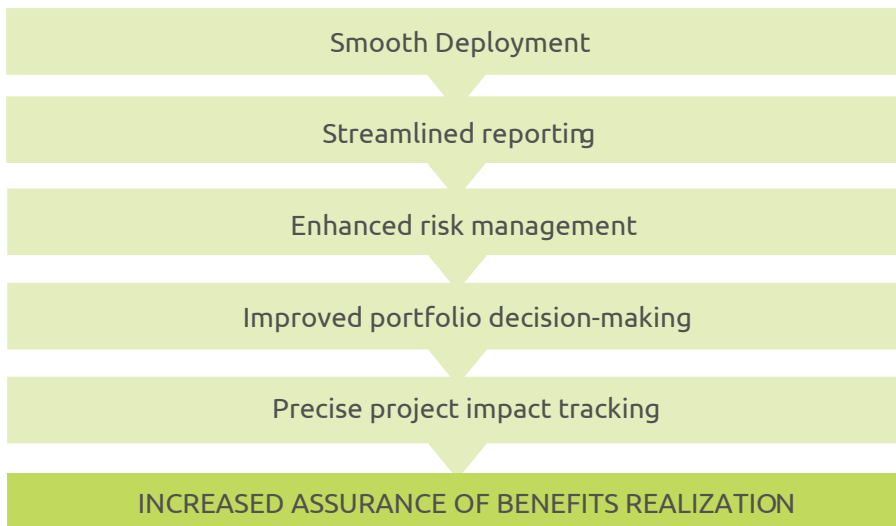 Smooth Deployment
Streamlined reporting
Enhanced risk management
Improved portfolio decision-making
Precise project impact tracking
INCREASED ASSURANCE OF BENEFITS REALIZATION